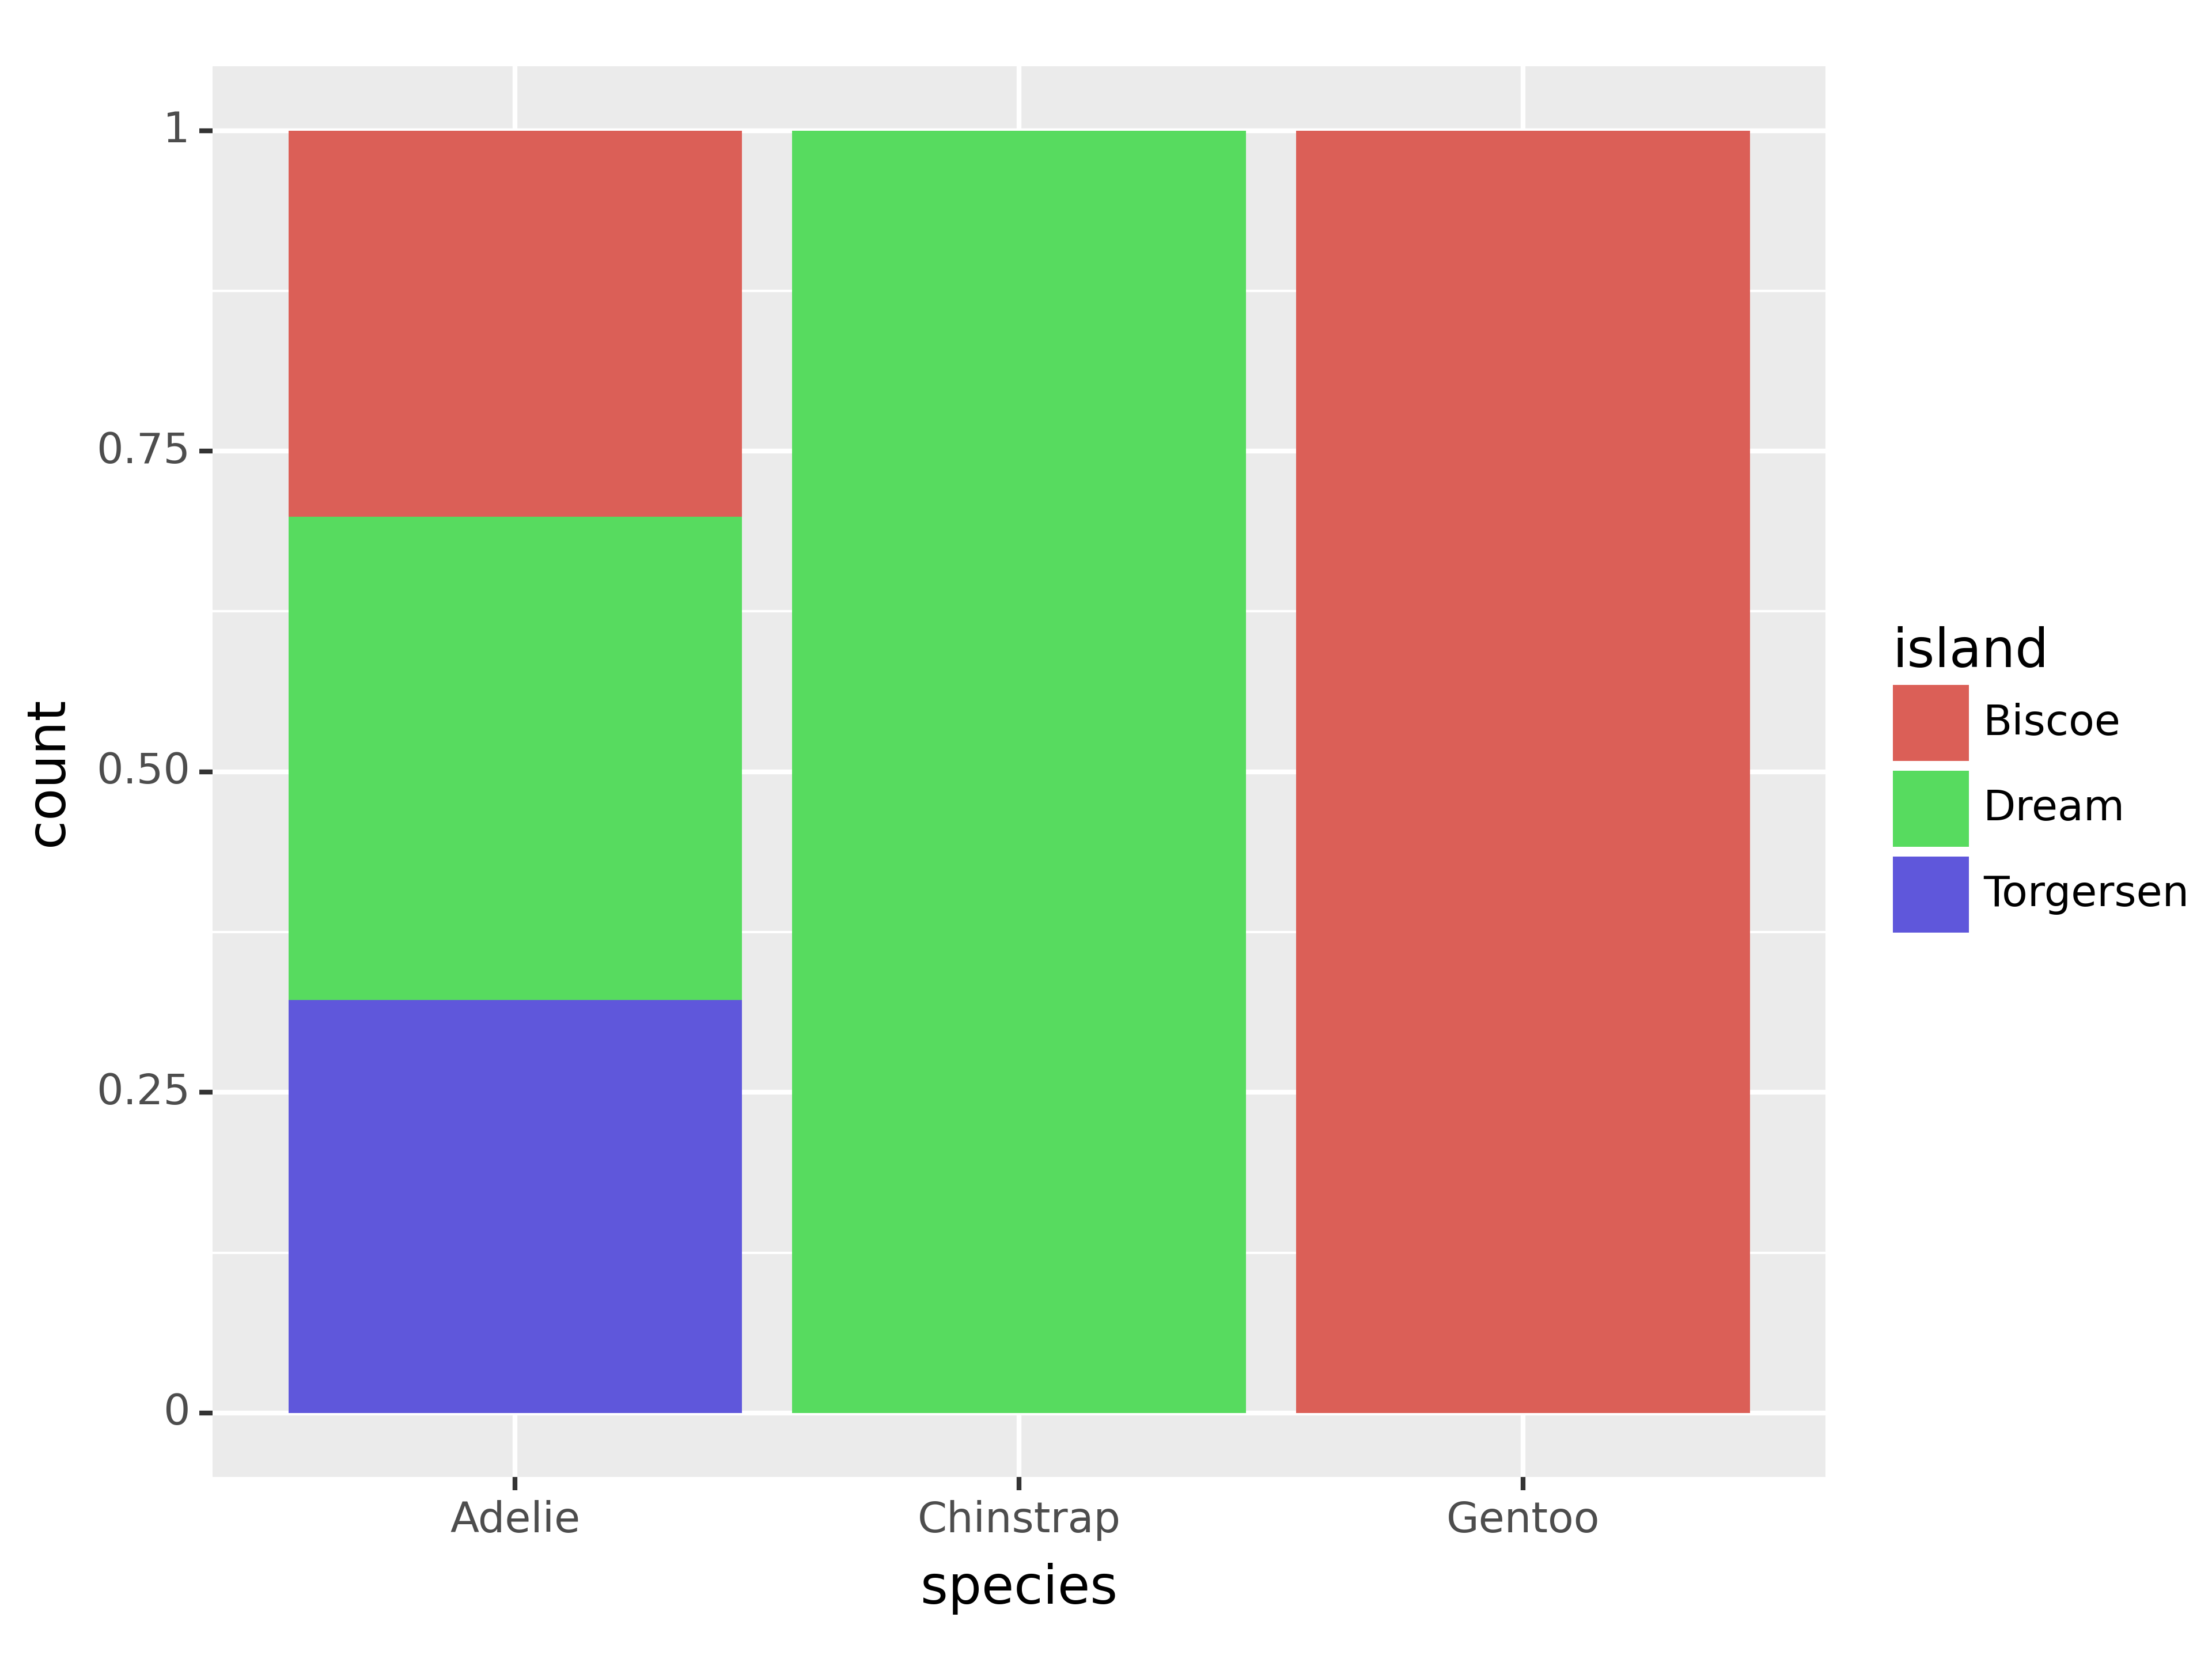 1
0.75
0.50
0.25
0
count
Adelie
Chinstrap
Gentoo
species
island
Biscoe
Dream
Torgersen